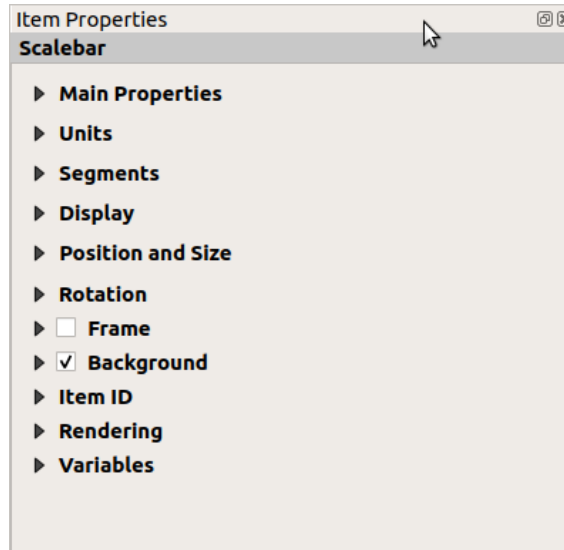 Item Properties
Scalebar
Main Properties
Units
Segments
Display
Position and Size
Rotation
Frame
Background
Item ID
Rendering
Variables